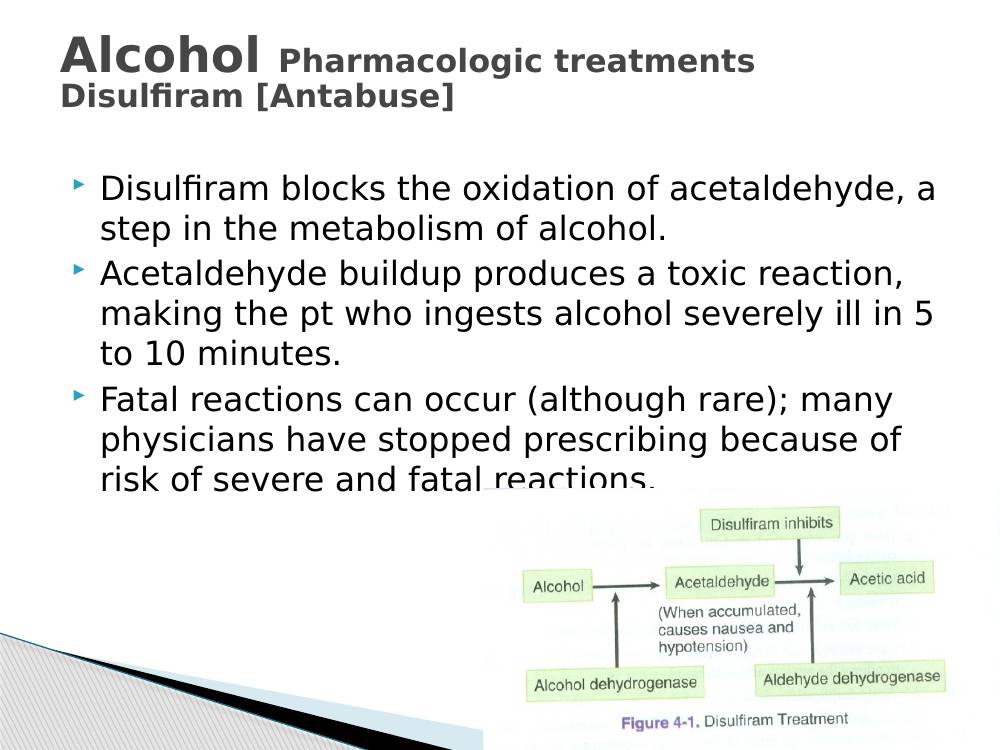 Alcohol Pharmacologic treatments
Disulfiram [Antabuse]
Disulfiram blocks the oxidation of acetaldehyde, a
step in the metabolism of alcohol.
Acetaldehyde buildup produces a toxic reaction,
making the pt who ingests alcohol severely ill in 5
to 10 minutes.
Fatal reactions can occur (although rare); many
physicians have stopped prescribing because of
risk of severe and fatal reactions.
Disulfiram inhibits
Alcohol
Acetaldehyde
Acetic acid
(When accumulated,
causes nausea and
hypotension)
Alcohol dehydrogenase
Aldehyde dehydrogenase
Figure 4-1. Disulfiram Treatment